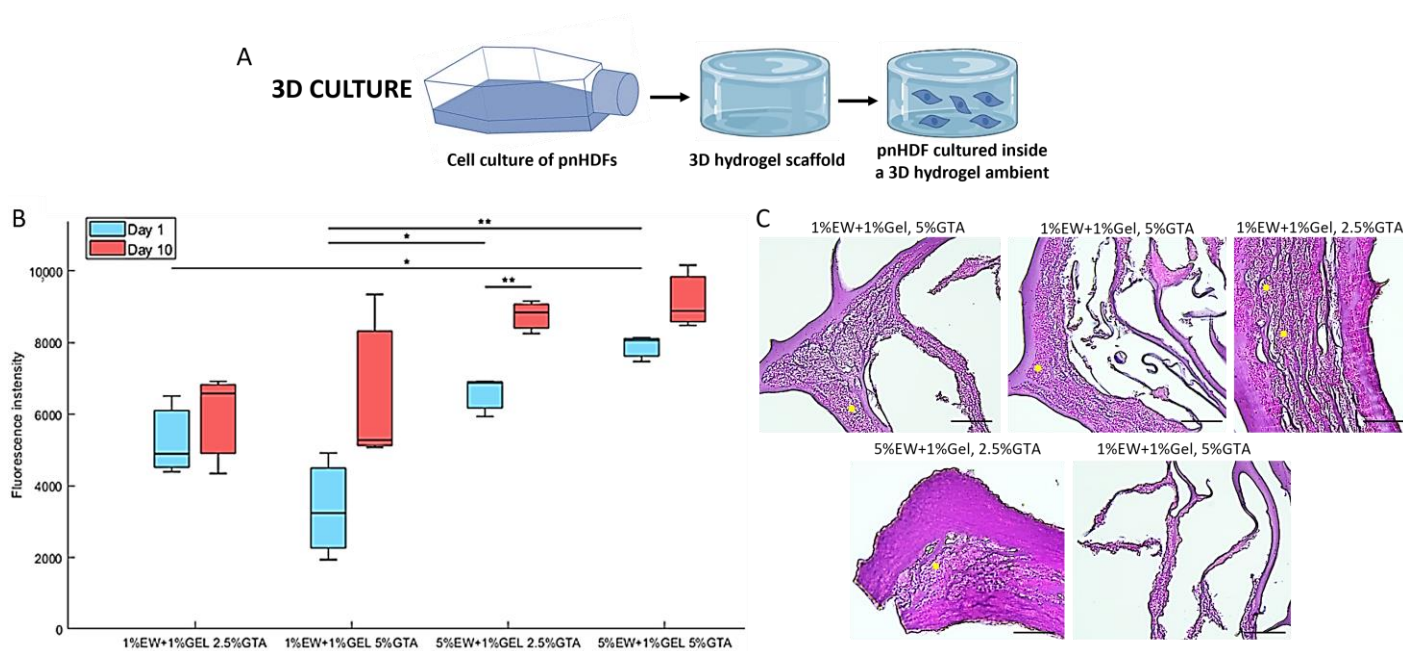 A
3D CULTURE
Cell culture of pnHDFs
3D hydrogel scaffold
pnHDF cultured inside
a 3D hydrogel ambient
B
Day 1
Day 10
**
*
*
**
Fluorescence instensity
10000
8000
6000
4000
2000
0
1%EW+1%GEL 2.5%GTA
1%EW+1%GEL 5%GTA
5%EW+1%GEL 2.5%GTA
5%EW+1%GEL 5%GTA
C
1%EW+1%Gel, 5%GTA
1%EW+1%Gel, 5%GTA
1%EW+1%Gel, 2.5%GTA
5%EW+1%Gel, 2.5%GTA
1%EW+1%Gel, 5%GTA